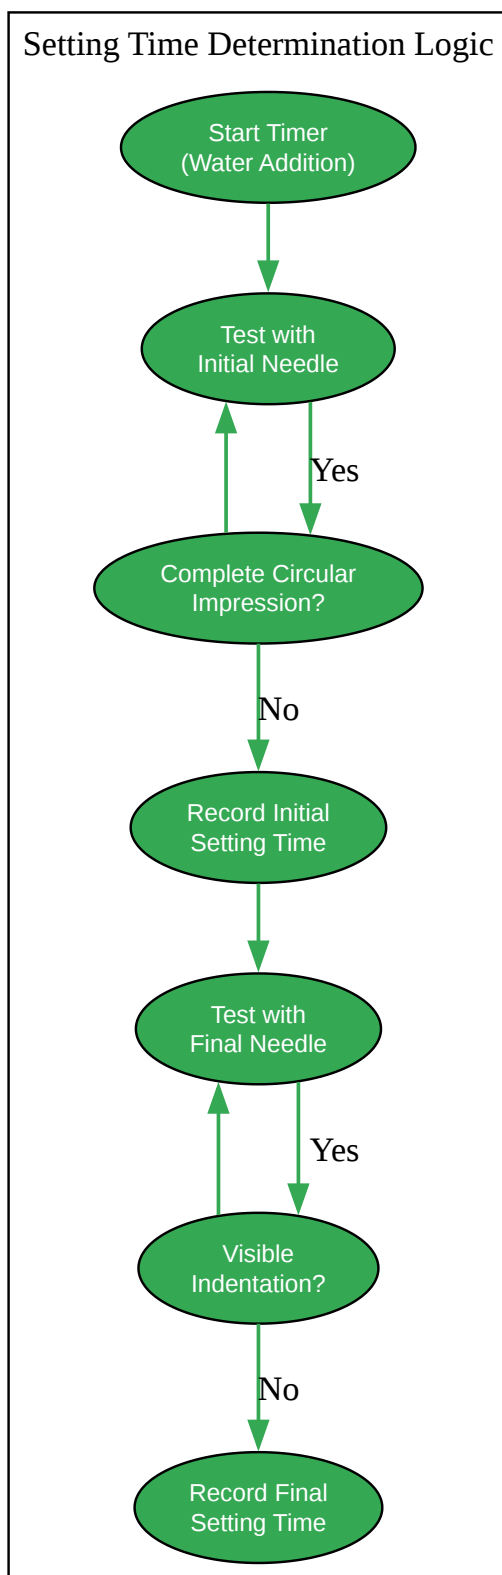 Setting Time Determination Logic
Start Timer
(Water Addition)
Test with
Initial Needle
Yes
Complete Circular
Impression?
No
Record Initial
Setting Time
Test with
Final Needle
Yes
Visible
Indentation?
No
Record Final
Setting Time